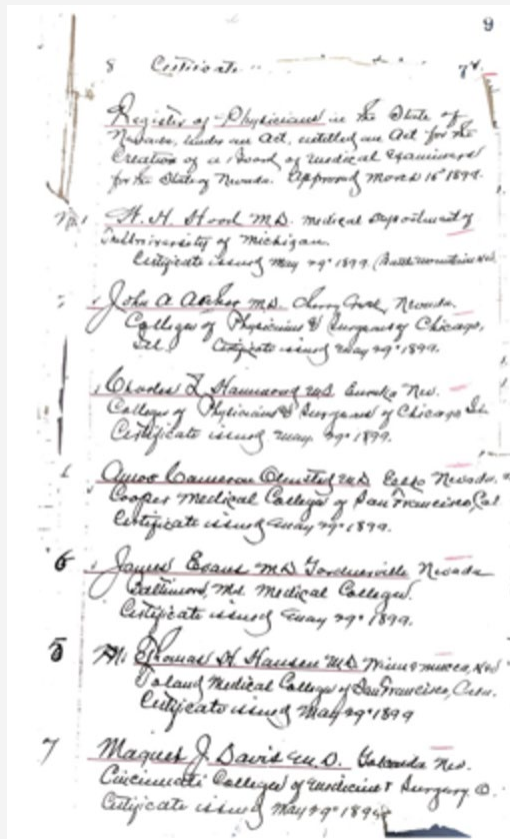 9
8 Certificate
Register of Physicians in the State of
Nevada, under an Act, entitled an Act for the
Creation of a Board of Medical Examiners
for the State of Nevada. Approved March 16th 1899.
No. 1 W. H. Hood M.D. Medical Department of
The University of Michigan.
Certificate issued May 29th 1899. (Battle Mountain Nev.
John A M.D. Nevada.
College of Physicians & Surgeons of Chicago,
Ill. Certificate issued May 29th 1899.
Charles L Hammond M.D. Eureka Nev.
College of Physicians & Surgeons of Chicago Ill.
Certificate issued May. 29th 1899.
Amos Cameron Olmsted M.D. Elko Nevada.
Cooper Medical College of San Francisco, Cal
Certificate issued May 29th 1899.
6 James Evans M.D. Gardnerville Nevada
Baltimore, Md. Medical College.
Certificate issued May 29th 1899.
5 Thomas H Hansen M.D. Winnemucca, Nev
Toland Medical College of San Francisco,
Certificate issued May 29th 1899
7 J. Davis M.D. Nev.
Cincinnati College of Medicine & Surgery O.
Certificate issued May 29th 1899